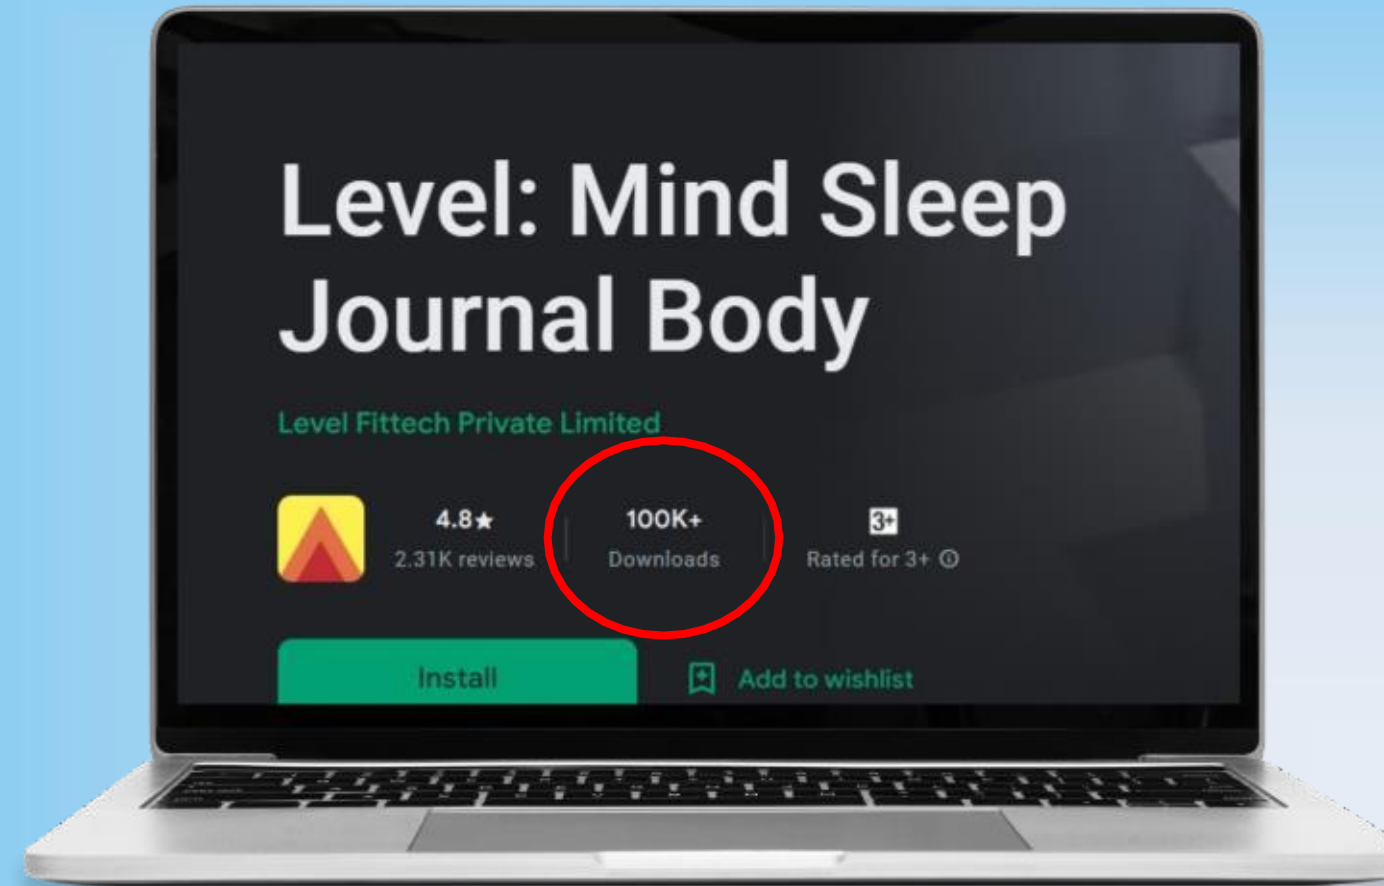 Level: Mind Sleep
Journal Body
Level Fittech Private Limited
4.8★
2.31K reviews
100K+
Downloads
3+
Rated for 3+
Install
Add to wishlist